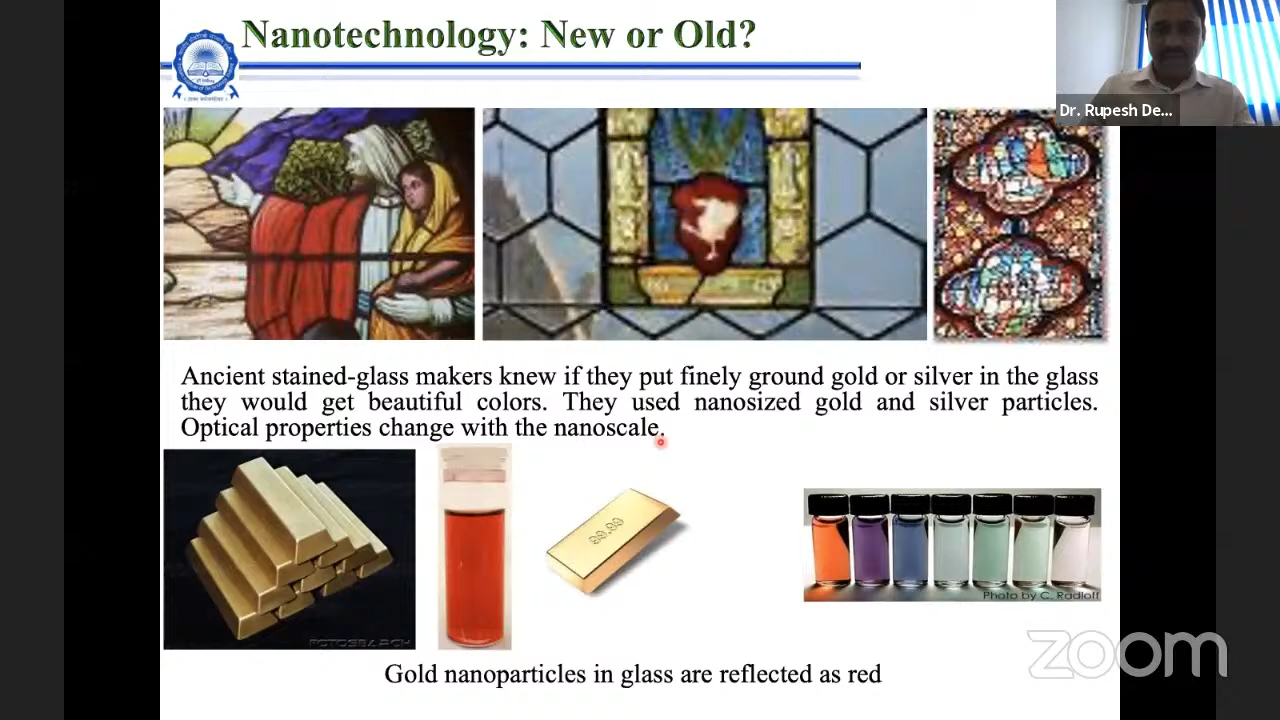 Nanotechnology: New or Old?
Dr. Rupesh De...
Ancient stained-glass makers knew if they put finely ground gold or silver in the glass
they would get beautiful colors. They used nanosized gold and silver particles.
Optical properties change with the nanoscale.
99.99
FOTOSEARCH
Photo by C. Radloff
Gold nanoparticles in glass are reflected as red
zoom